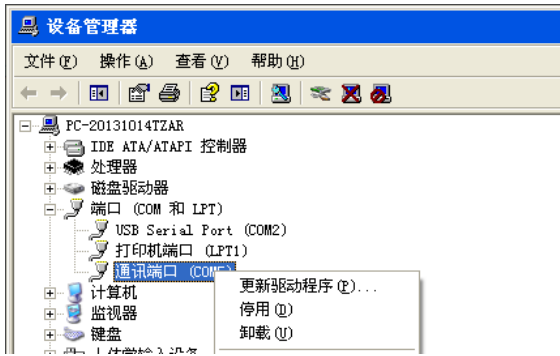 设备管理器
文件(F) 操作(A) 查看(V) 帮助(H)
PC-20131014TZAR
IDE ATA/ATAPI 控制器
处理器
磁盘驱动器
端口 (COM 和 LPT)
USB Serial Port (COM2)
打印机端口 (LPT1)
通讯端口
计算机
监视器
键盘
更新驱动程序(P)...
停用(D)
卸载(U)